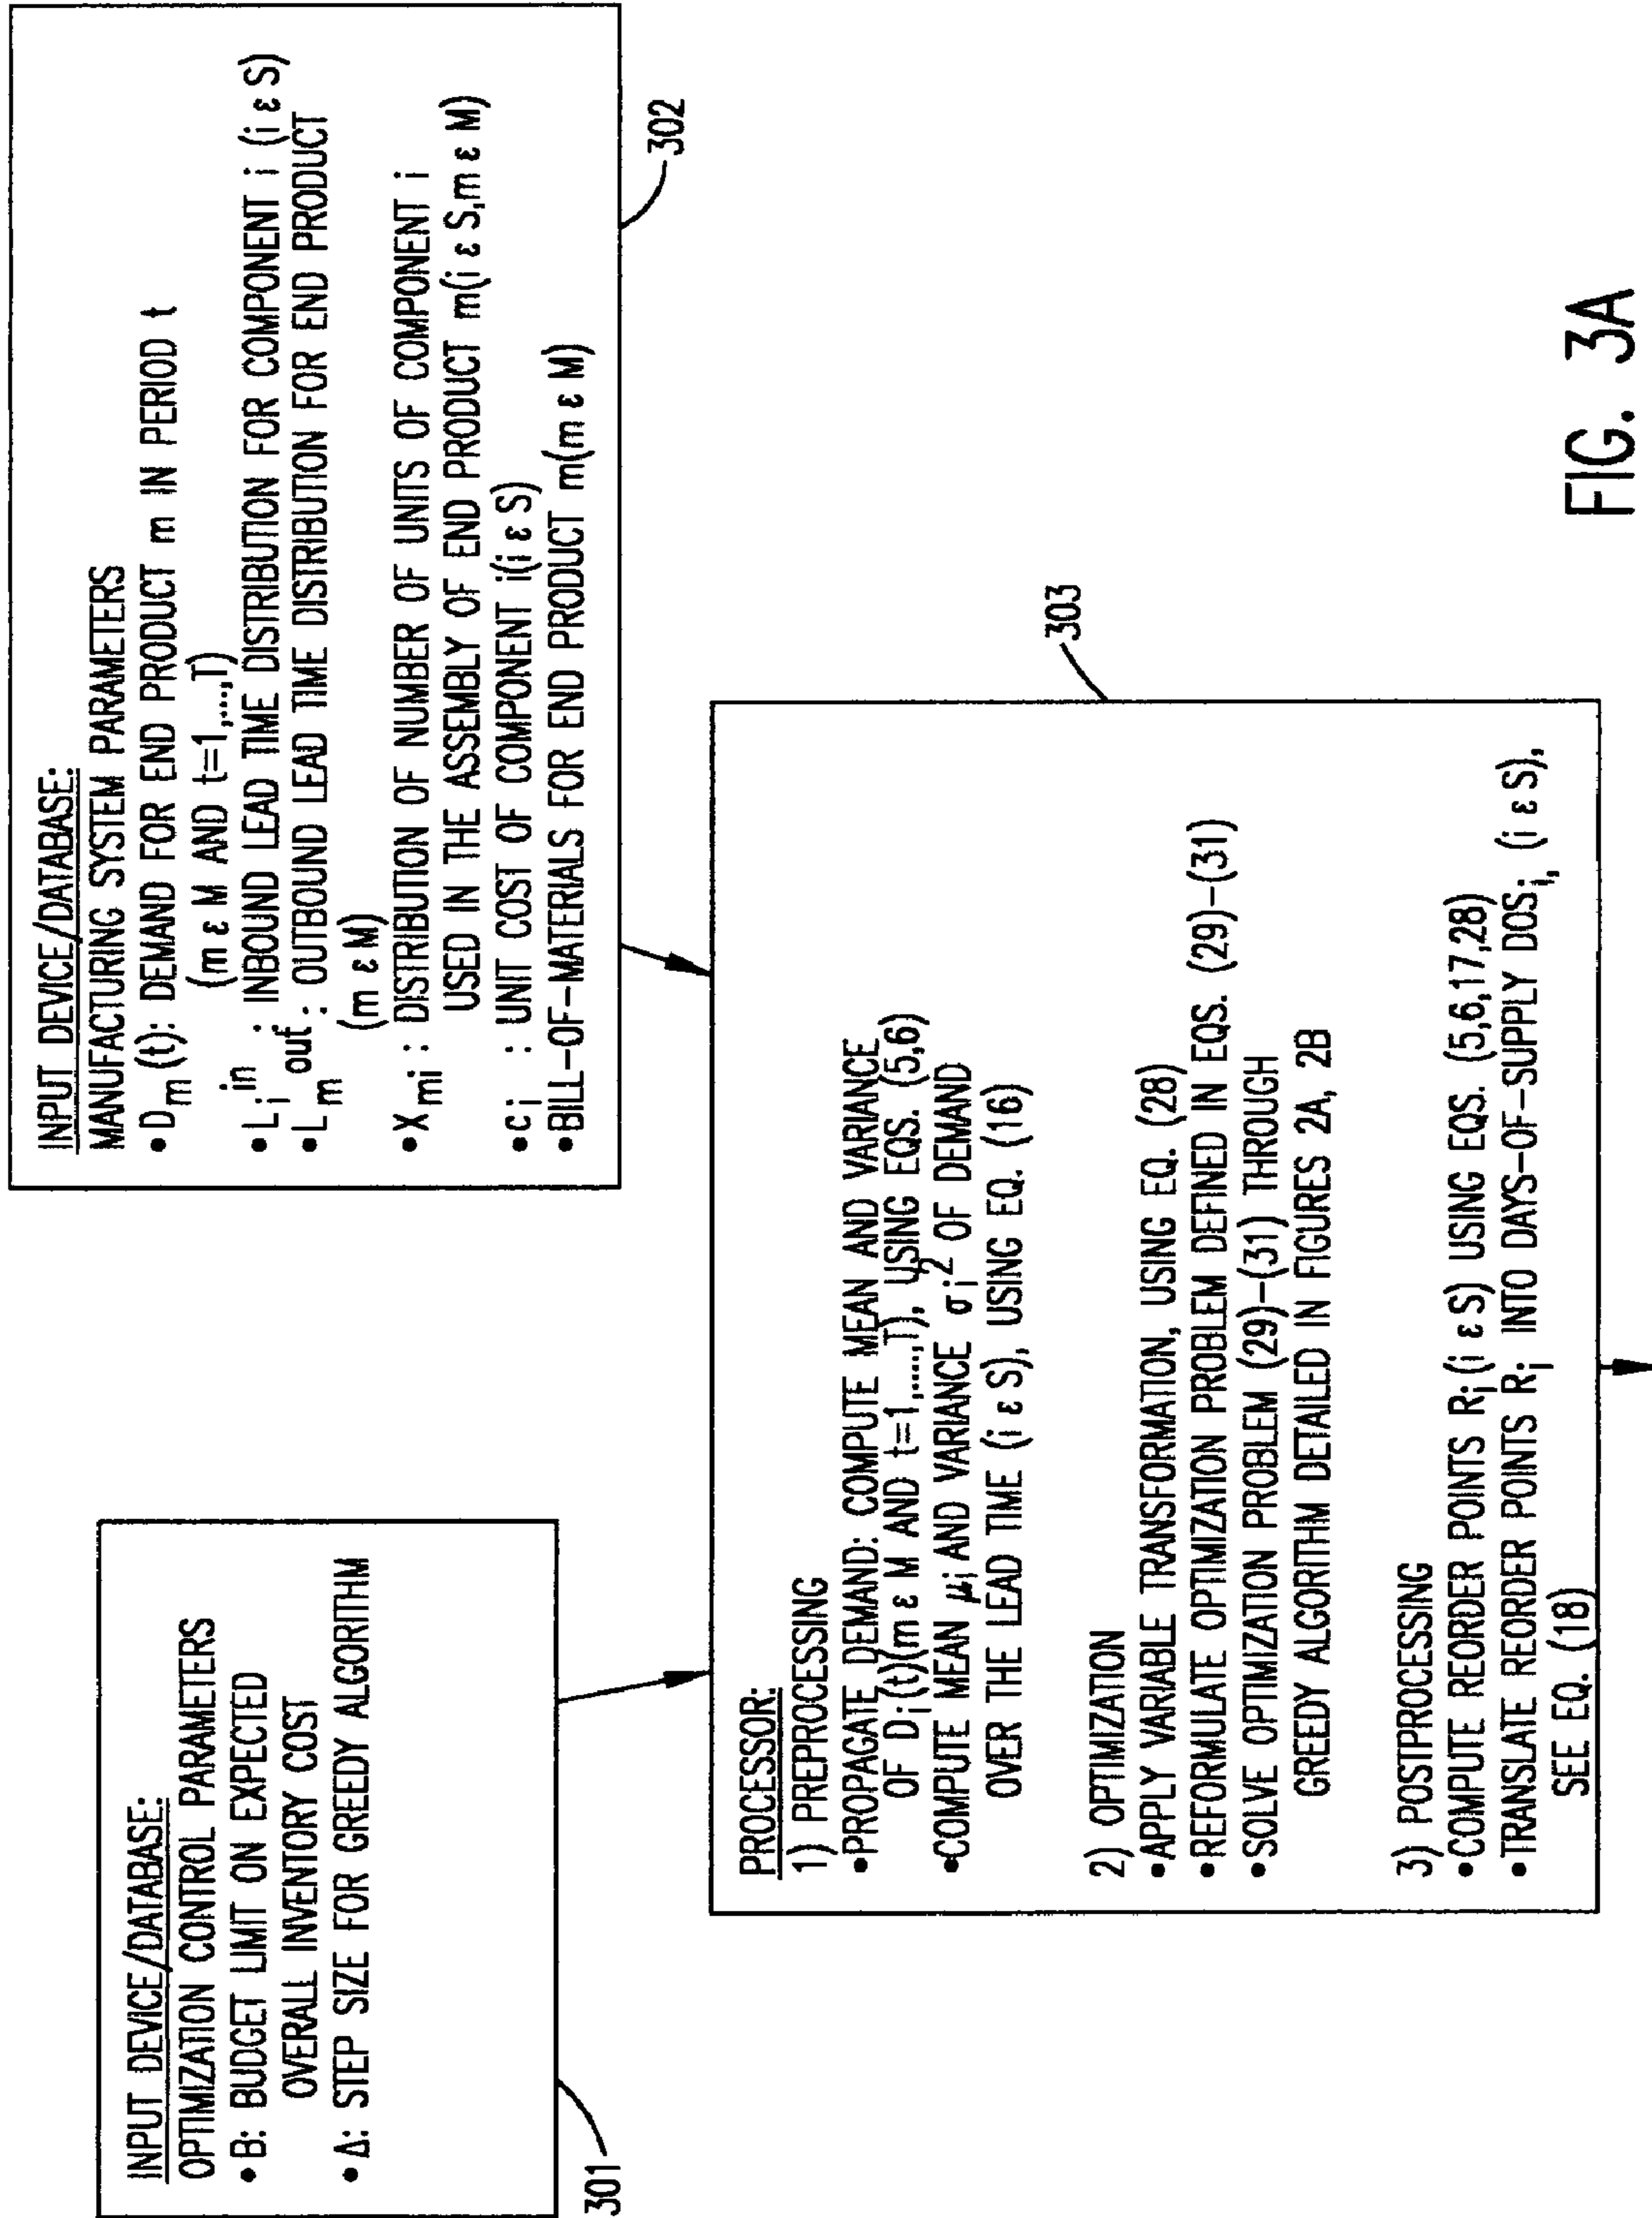 INPUT DEVICE/DATABASE:
OPTIMIZATION CONTROL PARAMETERS
• B: BUDGET LIMIT ON EXPECTED
OVERALL INVENTORY COST
• Δ: STEP SIZE FOR GREEDY ALGORITHM
301
INPUT DEVICE/DATABASE:
MANUFACTURING SYSTEM PARAMETERS
• D_m (t): DEMAND FOR END PRODUCT m IN PERIOD t
(m ε M AND t=1,...,T)
• L_i^in : INBOUND LEAD TIME DISTRIBUTION FOR COMPONENT i (i ε S)
• L_m^out : OUTBOUND LEAD TIME DISTRIBUTION FOR END PRODUCT
(m ε M)
• X_mi : DISTRIBUTION OF NUMBER OF UNITS OF COMPONENT i
USED IN THE ASSEMBLY OF END PRODUCT m(i ε S,m ε M)
• c_i : UNIT COST OF COMPONENT i(i ε S)
• BILL-OF-MATERIALS FOR END PRODUCT m(m ε M)
302
PROCESSOR:
1) PREPROCESSING
•PROPAGATE DEMAND: COMPUTE MEAN AND VARIANCE
OF D_i(t)(m ε M AND t=1,....,T), USING EQS. (5,6)
•COMPUTE MEAN μ_i AND VARIANCE σ_i^2 OF DEMAND
OVER THE LEAD TIME (i ε S), USING EQ. (16)
2) OPTIMIZATION
•APPLY VARIABLE TRANSFORMATION, USING EQ. (28)
•REFORMULATE OPTIMIZATION PROBLEM DEFINED IN EQS. (29)-(31)
•SOLVE OPTIMIZATION PROBLEM (29)-(31) THROUGH
GREEDY ALGORITHM DETAILED IN FIGURES 2A, 2B
3) POSTPROCESSING
•COMPUTE REORDER POINTS R_i(i ε S) USING EQS. (5,6,17,28)
•TRANSLATE REORDER POINTS R_i INTO DAYS-OF-SUPPLY DOS_i, (i ε S),
SEE EQ. (18)
303
FIG. 3A